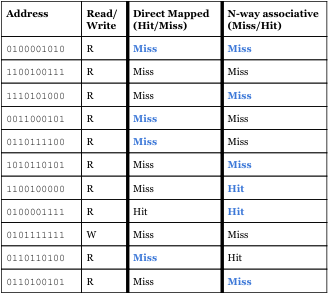 Address Read/ Direct Mapped N-way associative
Write (Hit/Miss) (Miss/Hit)
0100001010 R Miss Miss
1100100111 R Miss Miss
1110101000 R Miss Miss
0011000101 R Miss Miss
0110111100 R Miss Miss
1010110101 R Miss Miss
1100100000 R Miss Hit
0100001111 R Hit Hit
0101111111 W Miss Miss
0110110100 R Miss Hit
0110100101 R Miss Miss